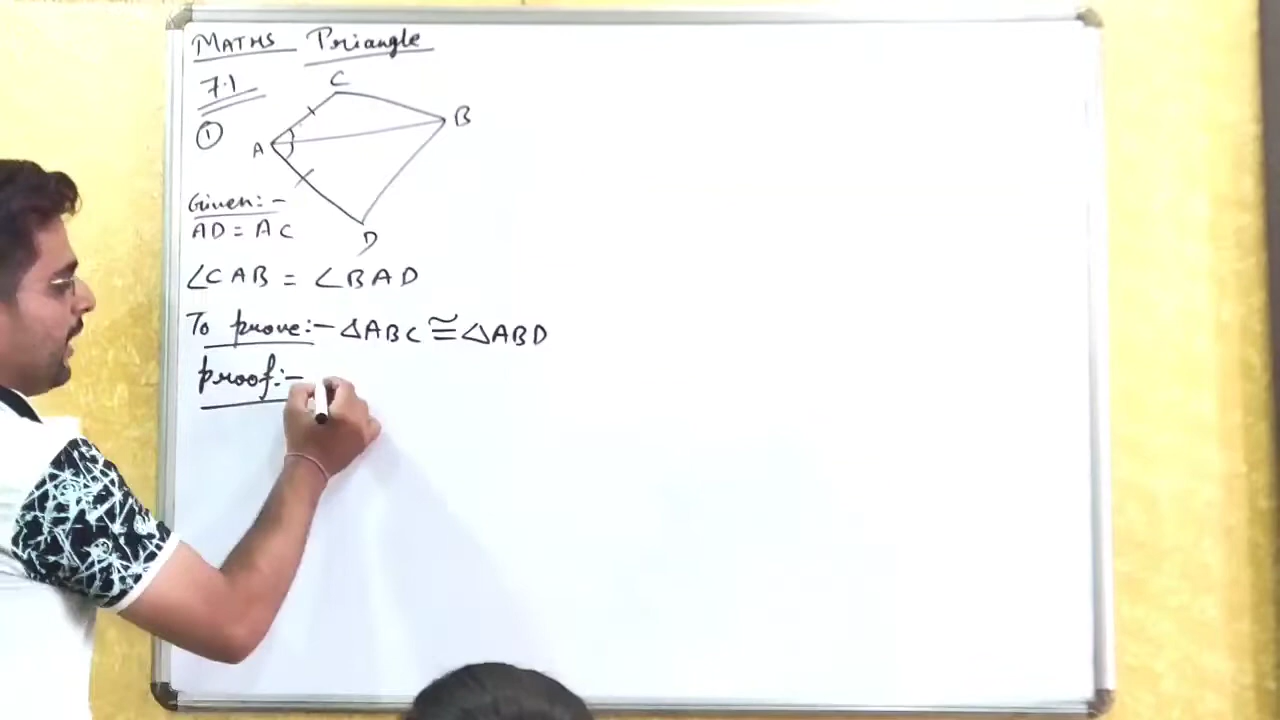 MATHS Triangle
7.1
①
C
B
A
D
Given:-
AD = AC
∠CAB = ∠BAD
To prove:- △ABC ≅ △ABD
proof:-